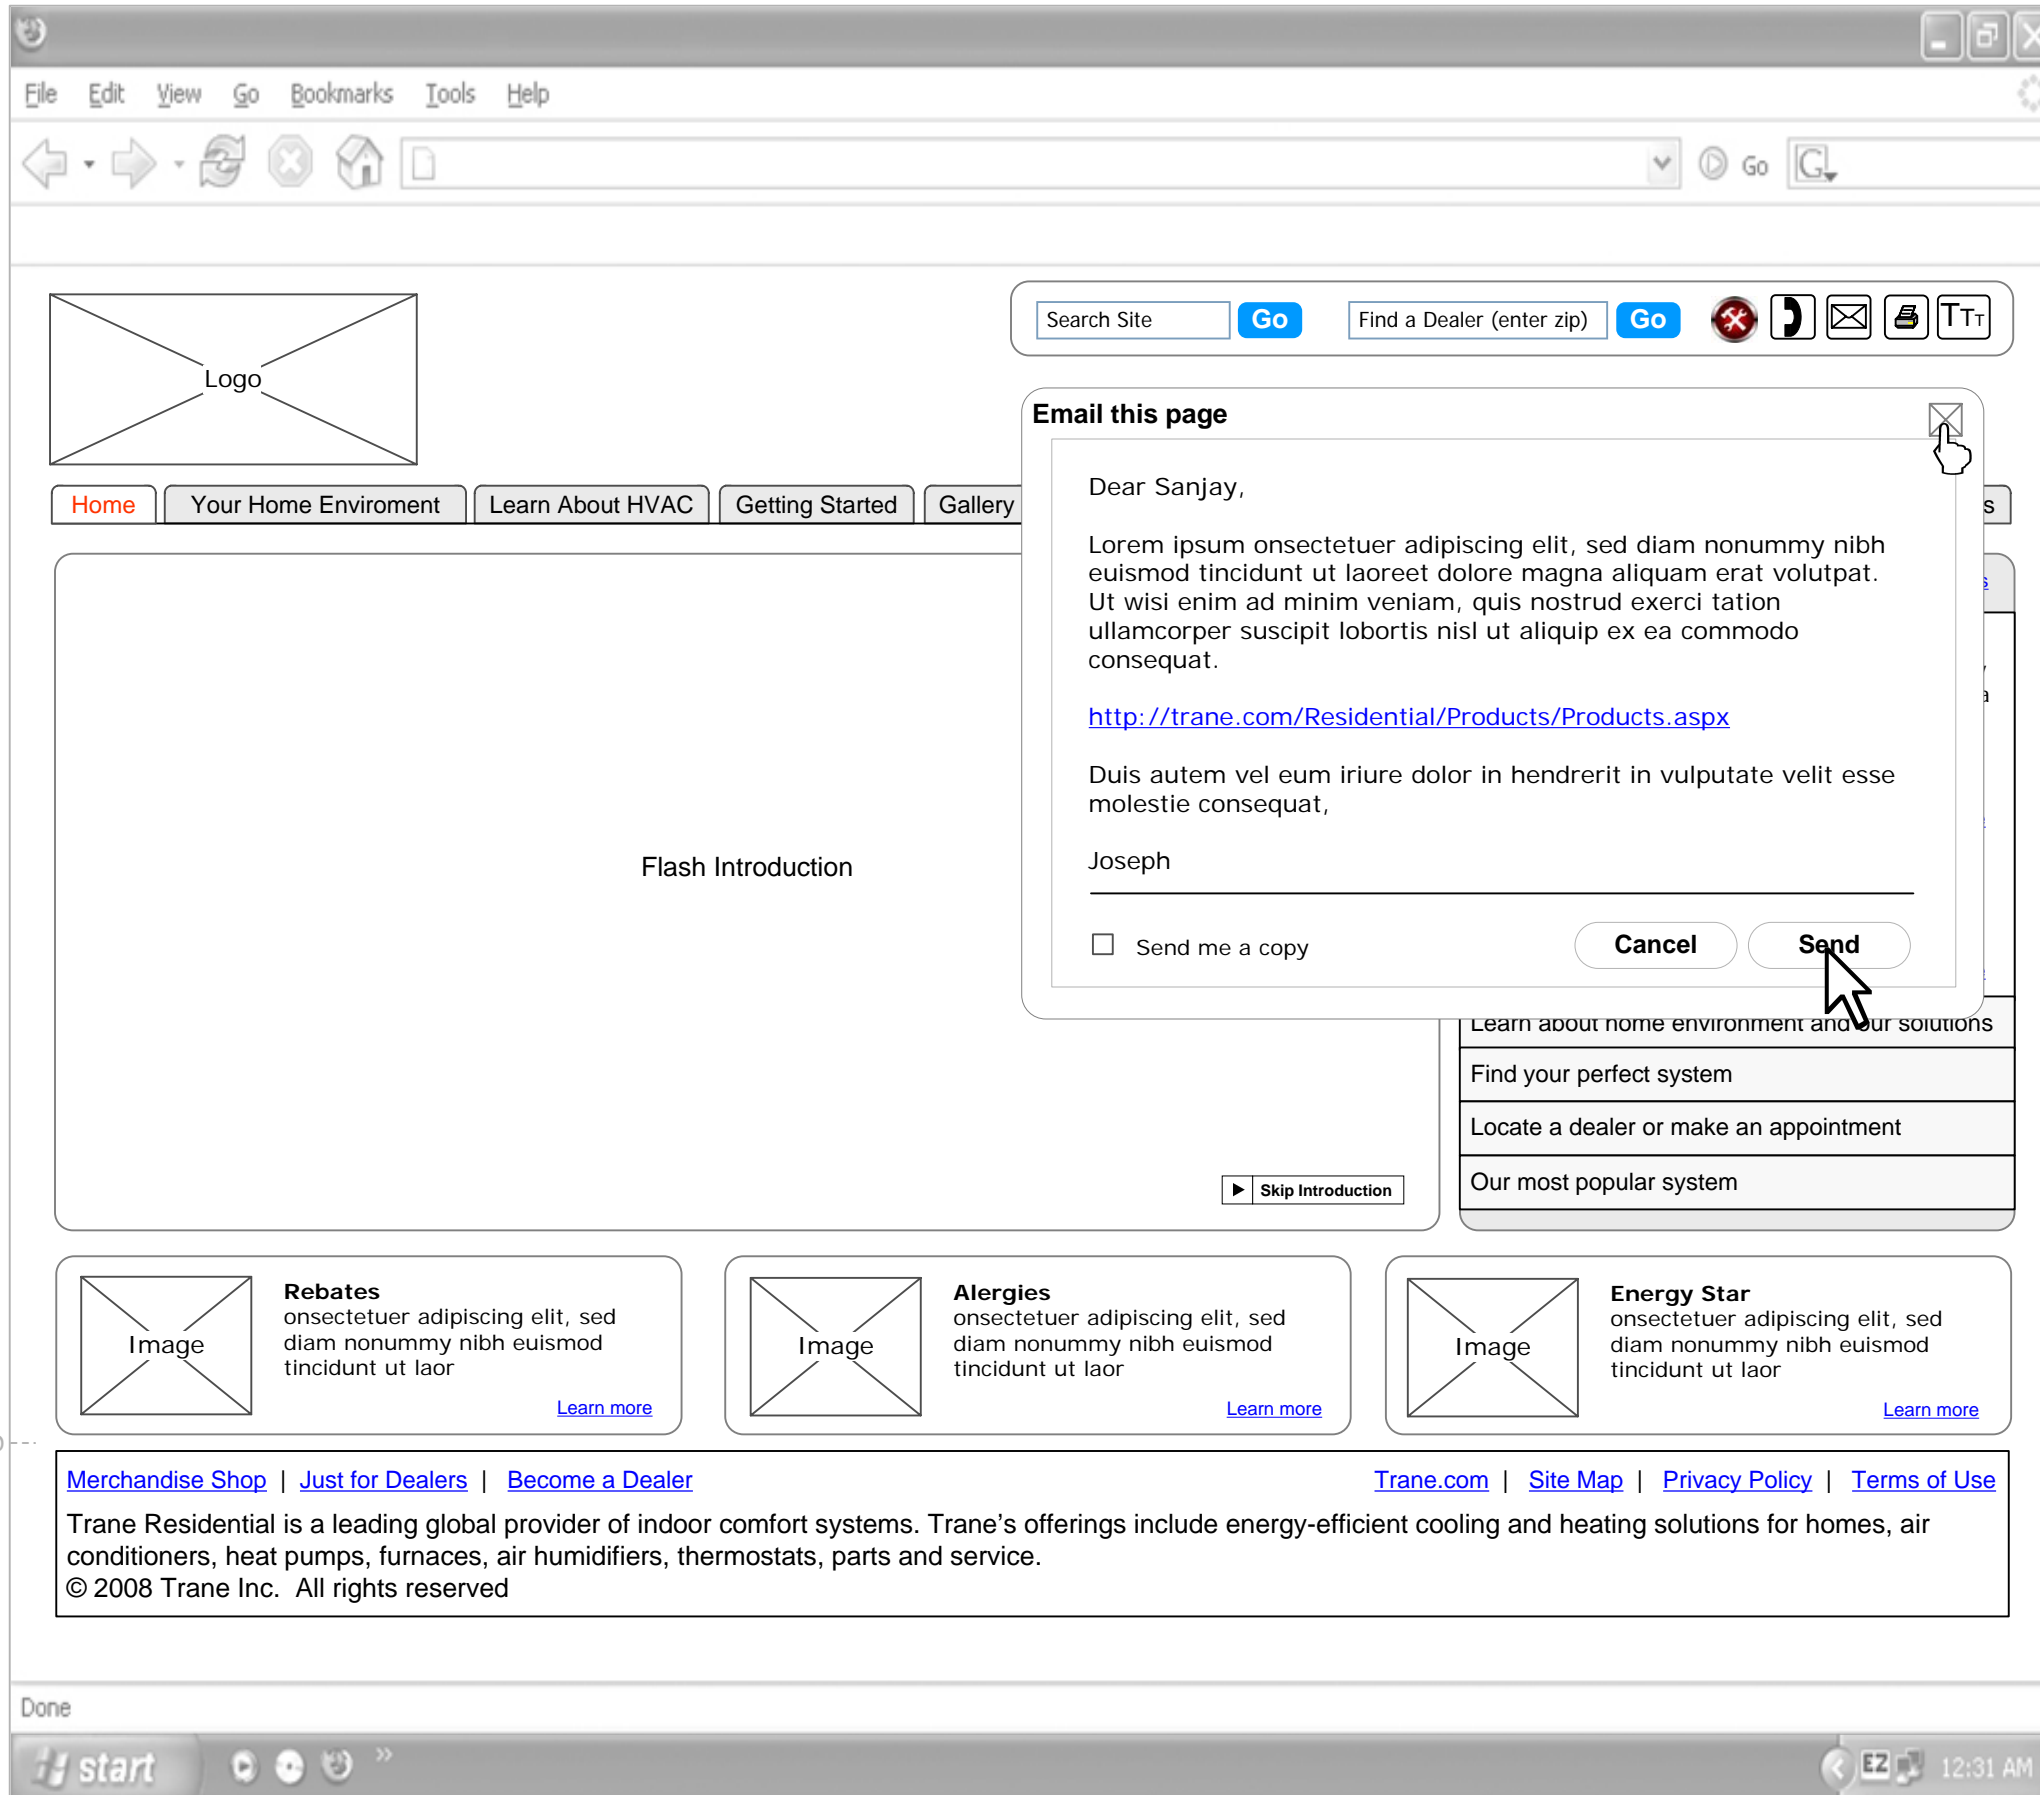 File Edit View Go Bookmarks Tools Help
Go G
Search Site Go Find a Dealer (enter zip) Go TTT
Logo
Email this page
Home Your Home Enviroment Learn About HVAC Getting Started Gallery
Dear Sanjay,
Lorem ipsum onsectetuer adipiscing elit, sed diam nonummy nibh
euismod tincidunt ut laoreet dolore magna aliquam erat volutpat.
Ut wisi enim ad minim veniam, quis nostrud exerci tation
ullamcorper suscipit lobortis nisl ut aliquip ex ea commodo
consequat.
http://trane.com/Residential/Products/Products.aspx
Duis autem vel eum iriure dolor in hendrerit in vulputate velit esse
molestie consequat,
Joseph
Send me a copy Cancel Send
Flash Introduction
Skip Introduction
Learn about home environment and our solutions
Find your perfect system
Locate a dealer or make an appointment
Our most popular system
Image
Rebates
onsectetuer adipiscing elit, sed
diam nonummy nibh euismod
tincidunt ut laor
Learn more
Image
Alergies
onsectetuer adipiscing elit, sed
diam nonummy nibh euismod
tincidunt ut laor
Learn more
Image
Energy Star
onsectetuer adipiscing elit, sed
diam nonummy nibh euismod
tincidunt ut laor
Learn more
Merchandise Shop | Just for Dealers | Become a Dealer Trane.com | Site Map | Privacy Policy | Terms of Use
Trane Residential is a leading global provider of indoor comfort systems. Trane’s offerings include energy-efficient cooling and heating solutions for homes, air
conditioners, heat pumps, furnaces, air humidifiers, thermostats, parts and service.
© 2008 Trane Inc. All rights reserved
Done
start EZ 12:31 AM